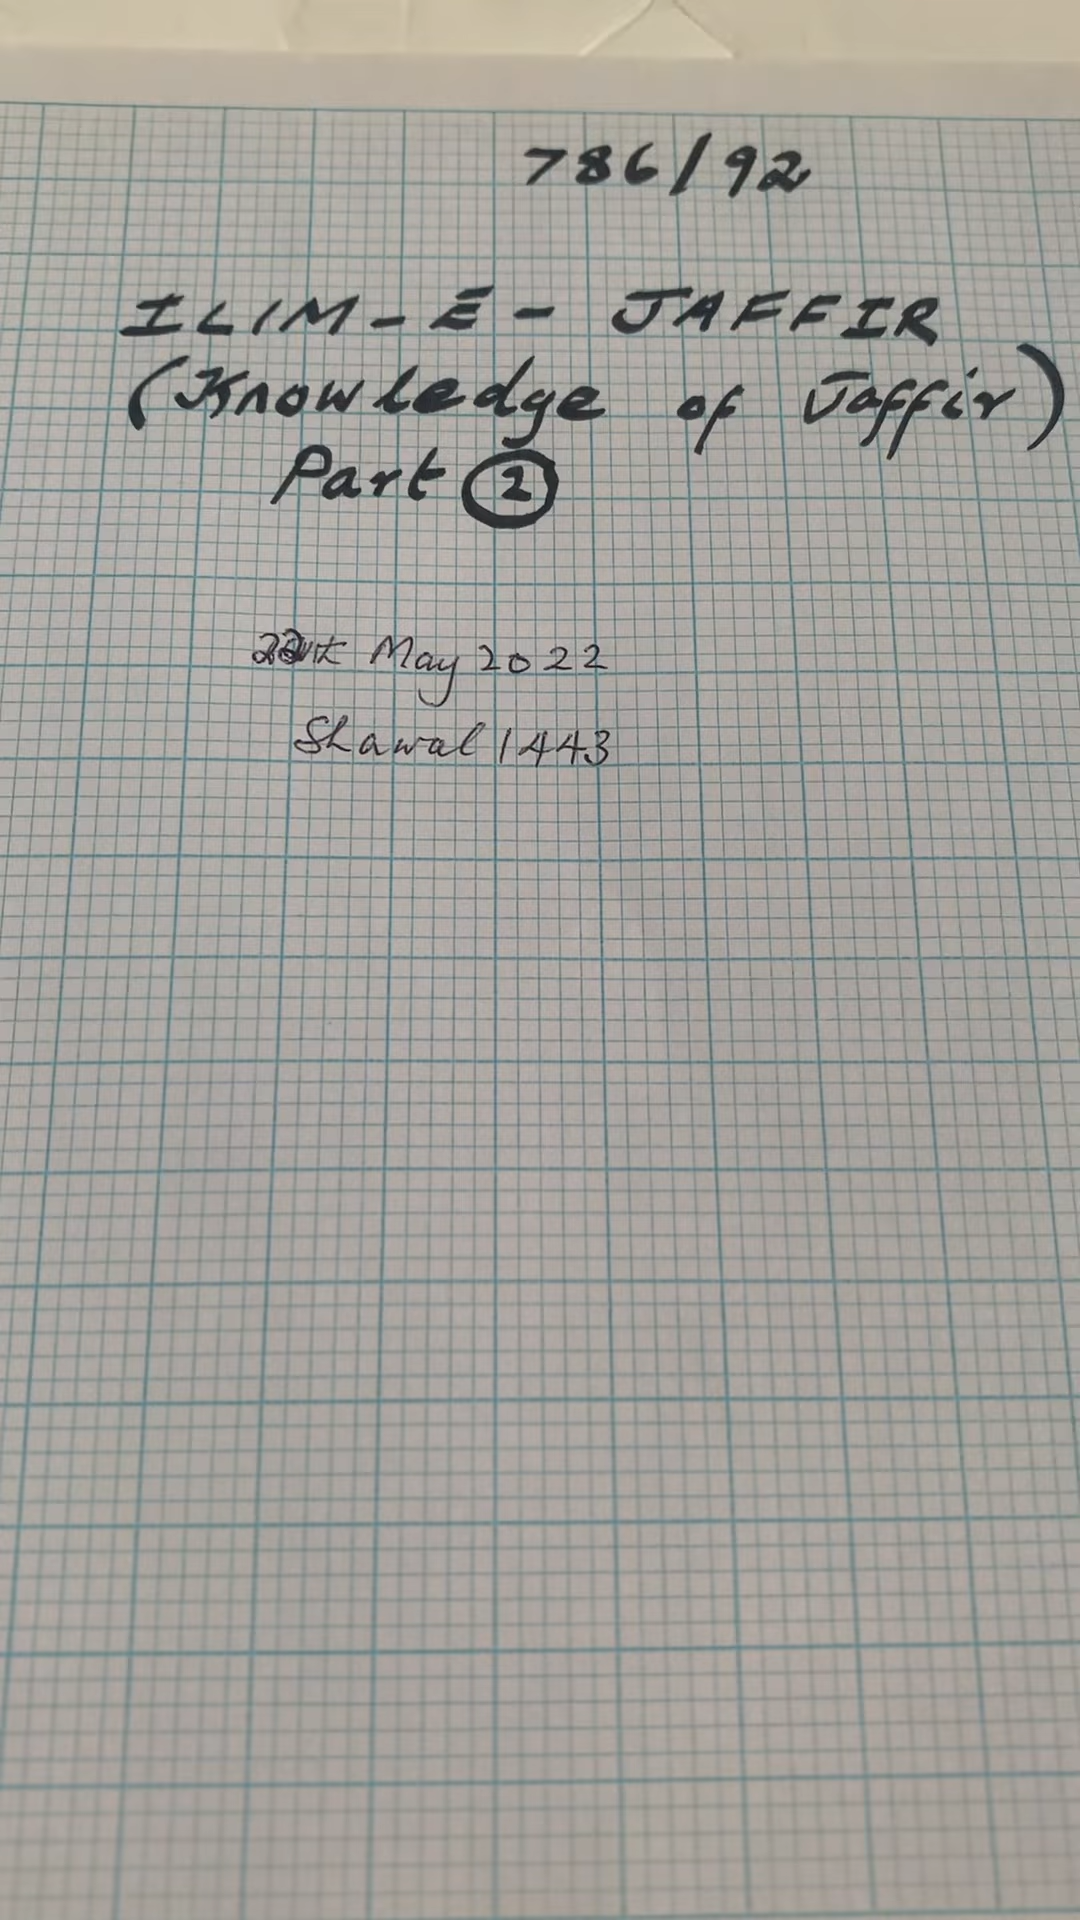 786/92
ILIM-E-JAFFIR
(Knowledge of Jaffir)
Part 2
May 2022
Shawal 1443